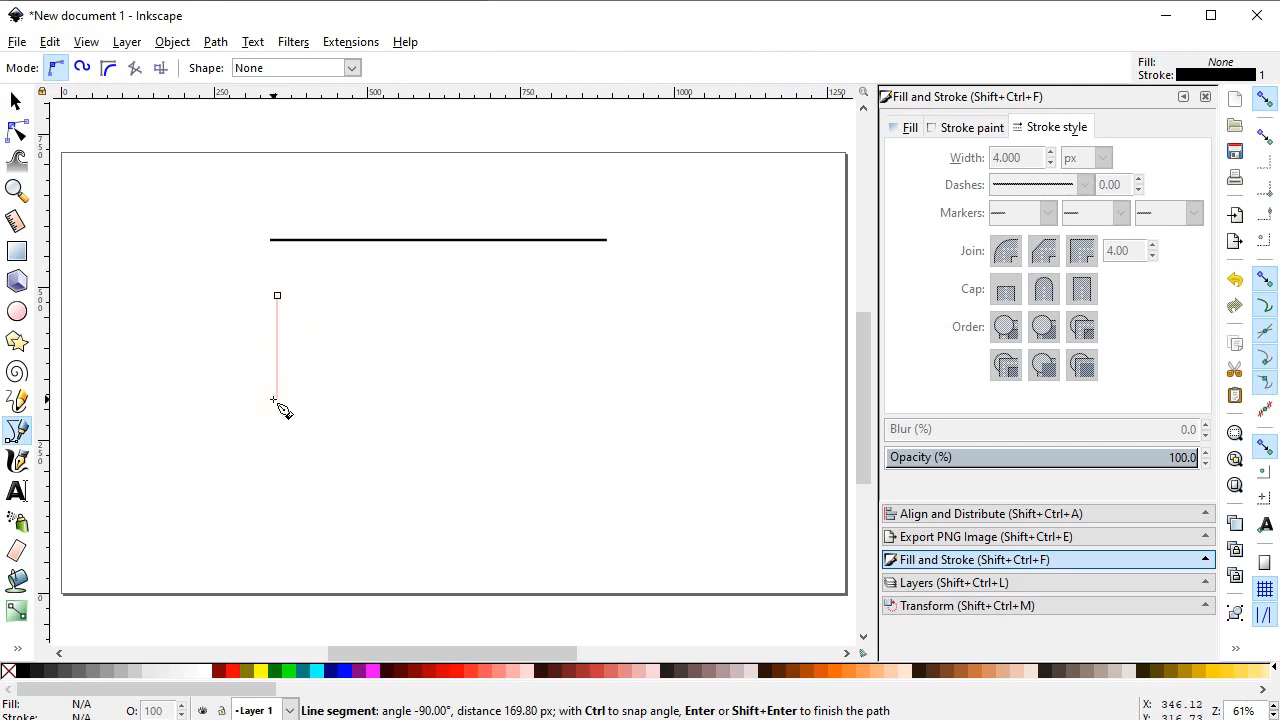 *New document 1 - Inkscape
File Edit View Layer Object Path Text Filters Extensions Help
Mode: Shape: None
Fill: None
Stroke: 1
0 250 500 750 1000 1250
Fill and Stroke (Shift+Ctrl+F)
Fill Stroke paint Stroke style
Width: 4.000 px
Dashes: 0.00
Markers:
Join: 4.00
Cap:
Order:
Blur (%) 0.0
Opacity (%) 100.0
Align and Distribute (Shift+Ctrl+A)
Export PNG Image (Shift+Ctrl+E)
Fill and Stroke (Shift+Ctrl+F)
Layers (Shift+Ctrl+L)
Transform (Shift+Ctrl+M)
750
500
250
0
Fill: N/A
Stroke: N/A
O: 100
Layer 1
Line segment: angle -90.00°, distance 169.80 px; with Ctrl to snap angle, Enter or Shift+Enter to finish the path
X: 346.12
Z: 61%